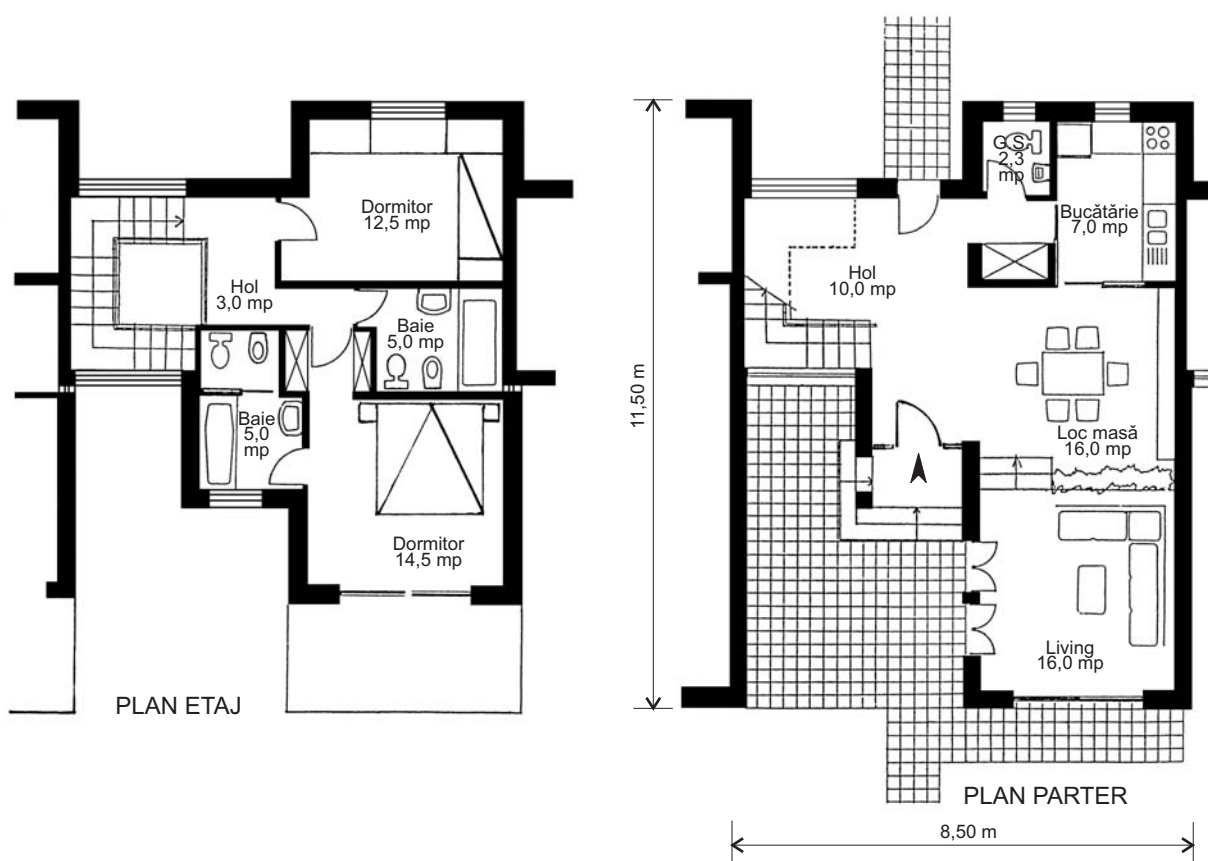 Dormitor
12,5 mp
Hol
3,0 mp
Baie
5,0 mp
Baie
5,0
mp
Dormitor
14,5 mp
PLAN ETAJ
11,50 m
G.S.
2,3
mp
Bucătărie
7,0 mp
Hol
10,0 mp
Loc masă
16,0 mp
Living
16,0 mp
PLAN PARTER
8,50 m